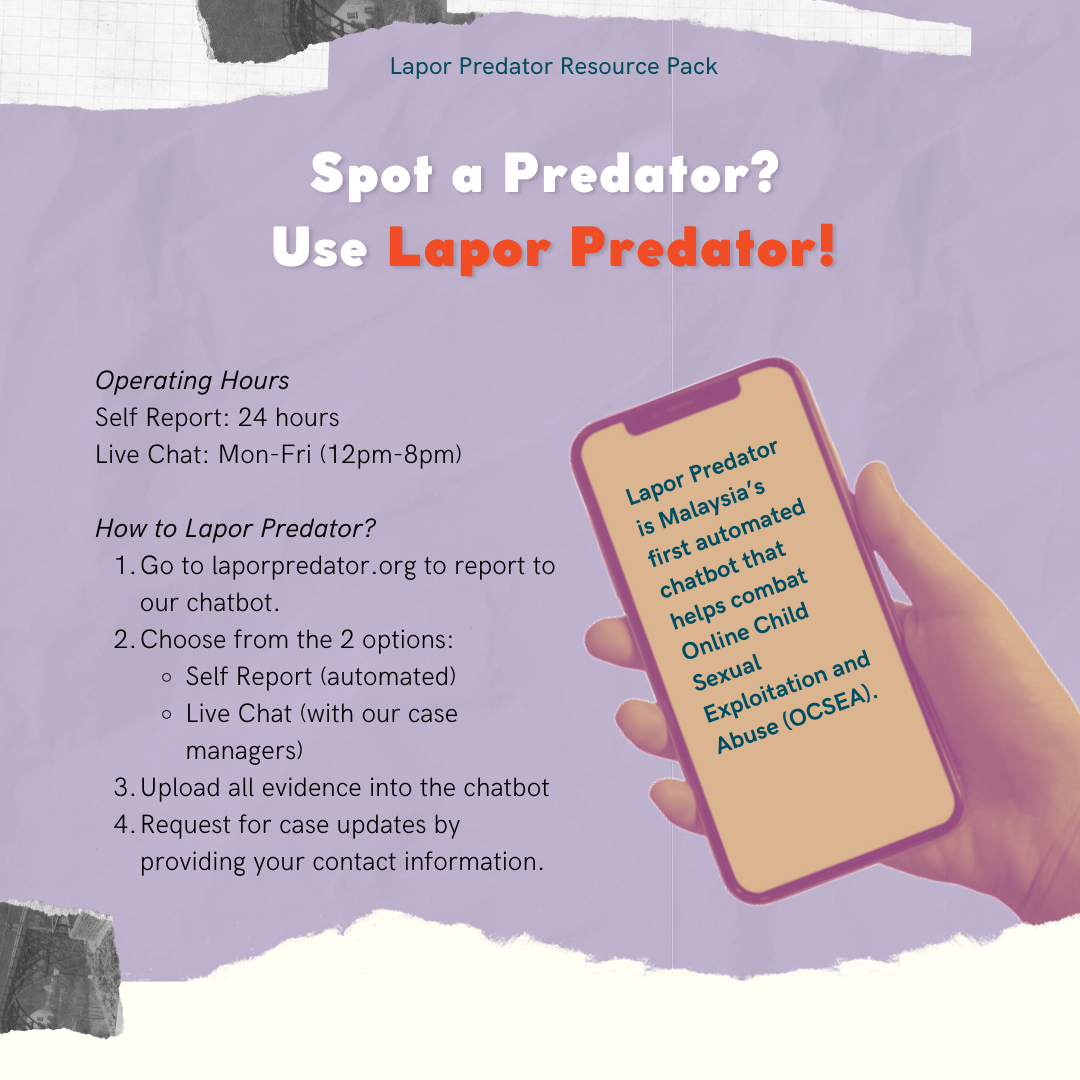 Lapor Predator Resource Pack
Spot a Predator?
Use Lapor Predator!
Operating Hours
Self Report: 24 hours
Live Chat: Mon-Fri (12pm-8pm)
How to Lapor Predator?
1. Go to laporpredator.org to report to
our chatbot.
2. Choose from the 2 options:
◦ Self Report (automated)
◦ Live Chat (with our case
managers)
3. Upload all evidence into the chatbot
4. Request for case updates by
providing your contact information.
Lapor Predator
is Malaysia’s
first automated
chatbot that
helps combat
Online Child
Sexual
Exploitation and
Abuse (OCSEA).